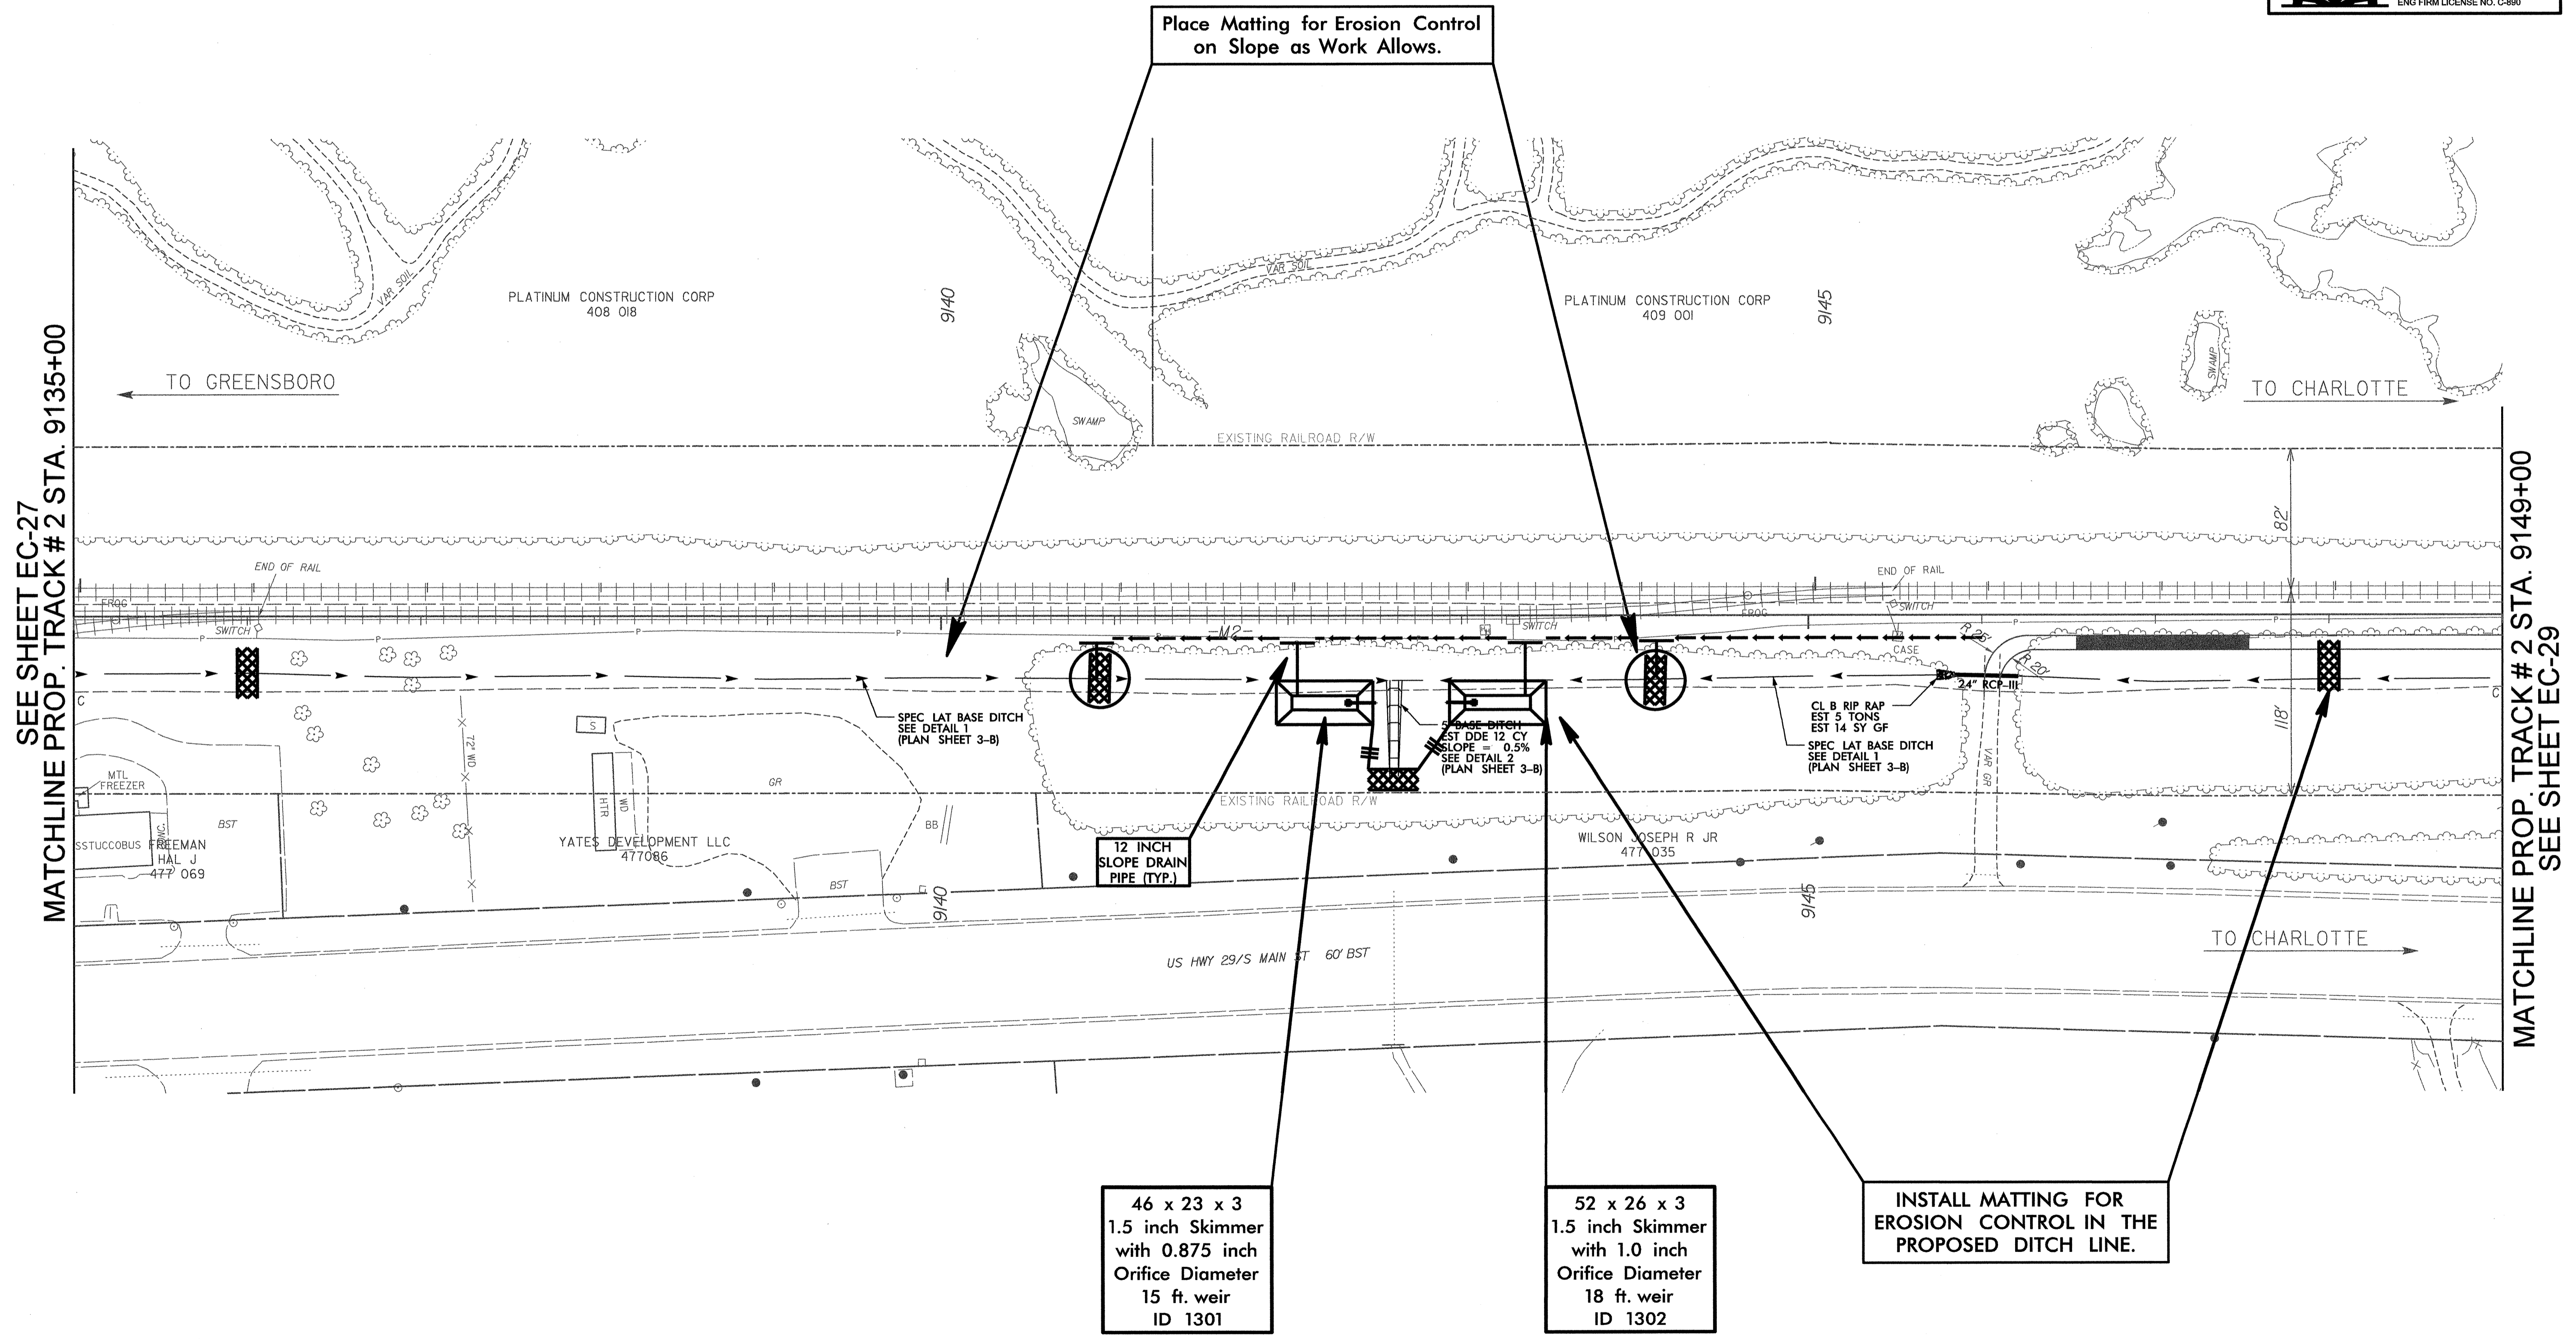 ENG FIRM LICENSE NO. C-890
Place Matting for Erosion Control
on Slope as Work Allows.
SEE SHEET EC-27
MATCHLINE PROP. TRACK # 2 STA. 9135+00
VAR SOIL
PLATINUM CONSTRUCTION CORP
408 018
9140
VAR SOIL
PLATINUM CONSTRUCTION CORP
409 001
9145
SWAMP
TO GREENSBORO
TO CHARLOTTE
SWAMP
EXISTING RAILROAD R/W
82'
END OF RAIL
END OF RAIL
FROG
SWITCH
P
P
P
P
-M2-
P
SWITCH
FROG
SWITCH
CASE
R 25'
R 20'
P
P
C
C
24" RCP-III
SPEC LAT BASE DITCH
SEE DETAIL 1
(PLAN SHEET 3-B)
5' BASE DITCH
EST DDE 12 CY
SLOPE = 0.5%
SEE DETAIL 2
(PLAN SHEET 3-B)
CL B RIP RAP
EST 5 TONS
EST 14 SY GF
SPEC LAT BASE DITCH
SEE DETAIL 1
(PLAN SHEET 3-B)
118'
72" WD
S
MTL
FREEZER
HTR
WD
GR
VAR GR
EXISTING RAILROAD R/W
BST
BB
SSTUCCOBUS
FREEMAN
HAL J
477 069
YATES DEVELOPMENT LLC
477086
12 INCH
SLOPE DRAIN
PIPE (TYP.)
WILSON JOSEPH R JR
477 035
BST
9140
9145
US HWY 29/S MAIN ST 60' BST
TO CHARLOTTE
MATCHLINE PROP. TRACK # 2 STA. 9149+00
SEE SHEET EC-29
46 x 23 x 3
1.5 inch Skimmer
with 0.875 inch
Orifice Diameter
15 ft. weir
ID 1301
52 x 26 x 3
1.5 inch Skimmer
with 1.0 inch
Orifice Diameter
18 ft. weir
ID 1302
INSTALL MATTING FOR
EROSION CONTROL IN THE
PROPOSED DITCH LINE.